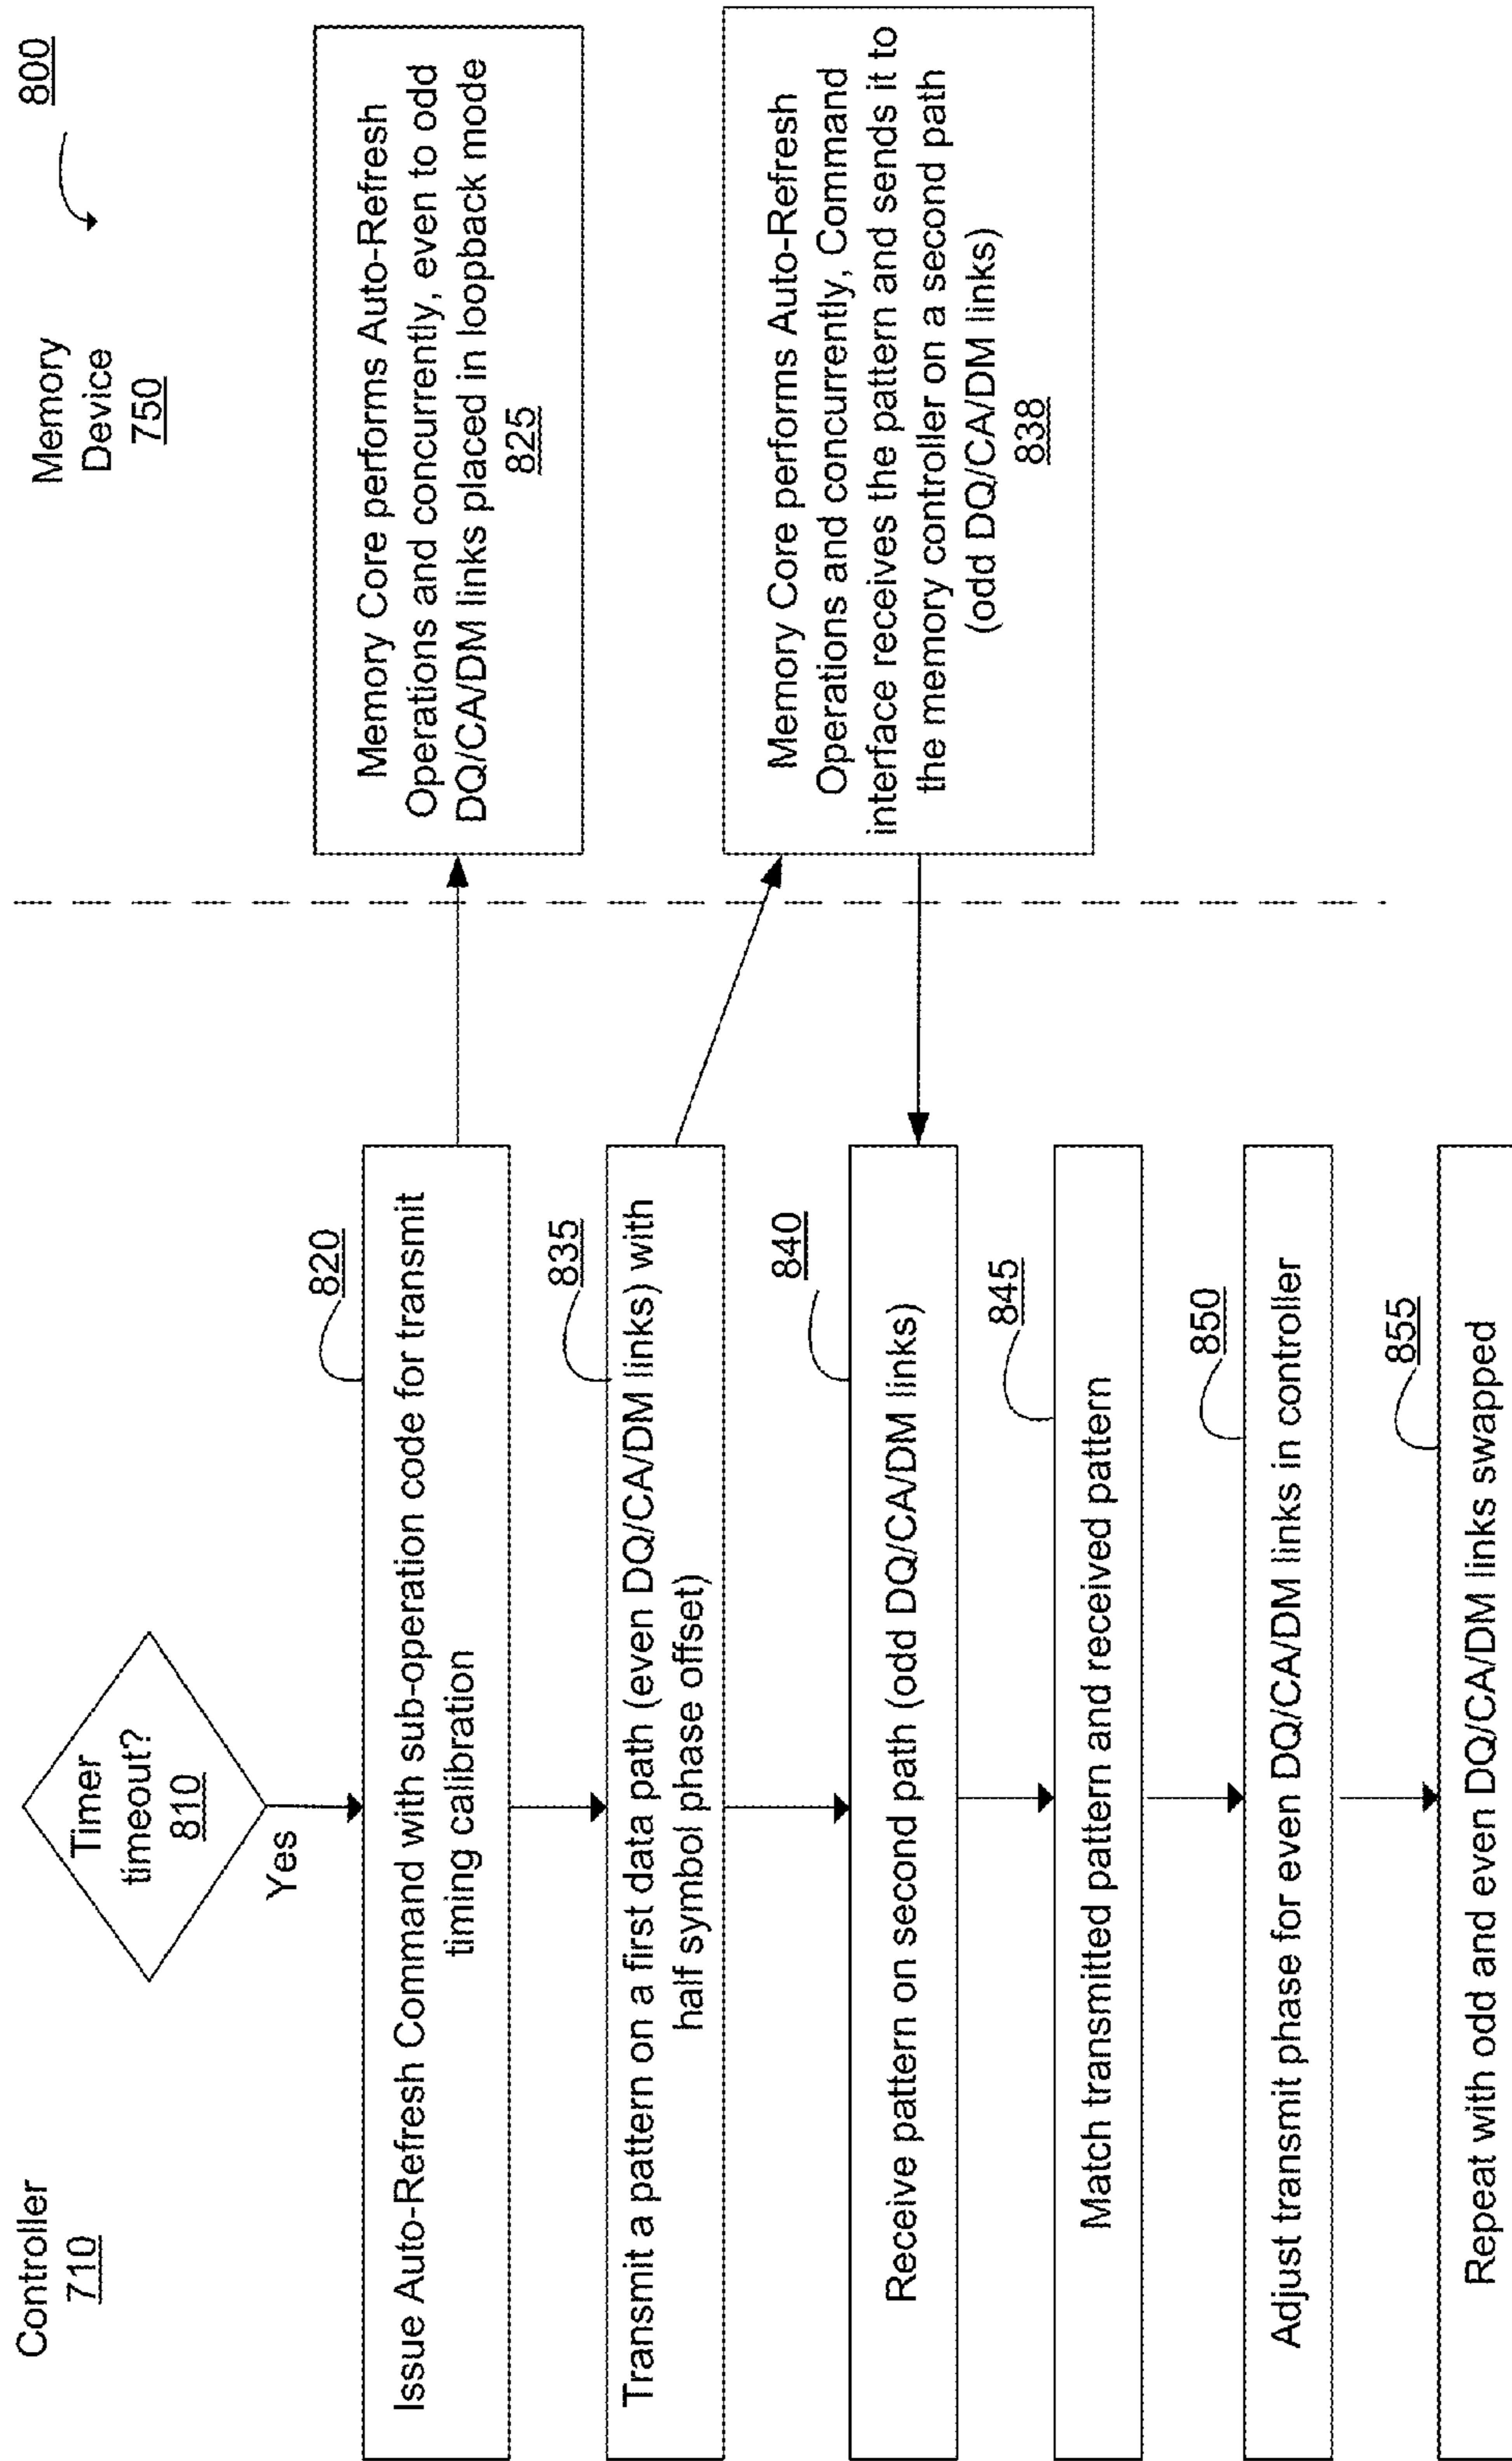 800
Controller
710
Memory
Device
750
Timer
timeout?
810
Yes
820
Issue Auto-Refresh Command with sub-operation code for transmit
timing calibration
Memory Core performs Auto-Refresh
Operations and concurrently, even to odd
DQ/CA/DM links placed in loopback mode
825
835
Transmit a pattern on a first data path (even DQ/CA/DM links) with
half symbol phase offset)
Memory Core performs Auto-Refresh
Operations and concurrently, Command
interface receives the pattern and sends it to
the memory controller on a second path
(odd DQ/CA/DM links)
838
840
Receive pattern on second path (odd DQ/CA/DM links)
845
Match transmitted pattern and received pattern
850
Adjust transmit phase for even DQ/CA/DM links in controller
855
Repeat with odd and even DQ/CA/DM links swapped